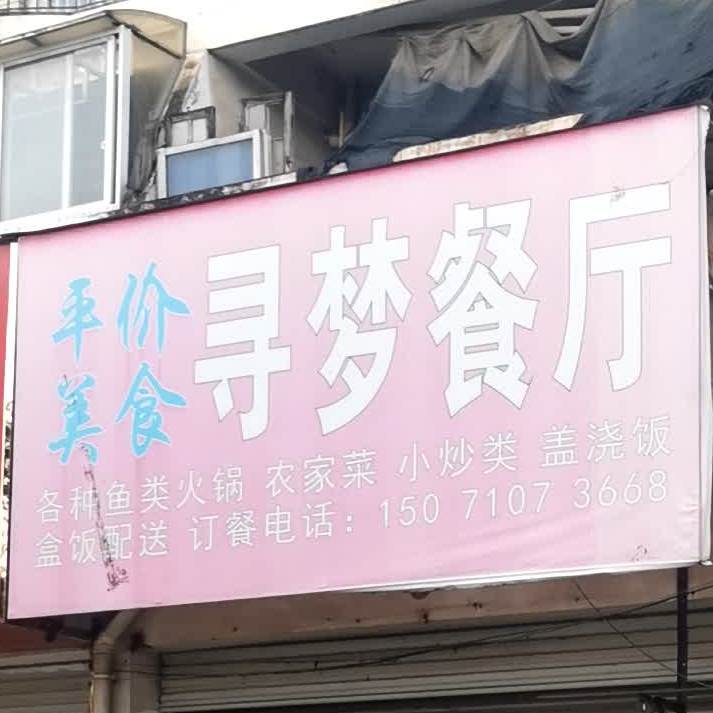 平价
美食
寻梦餐厅
各种鱼类火锅 农家菜 小炒类 盖浇饭
盒饭配送 订餐电话：150 7107 3668